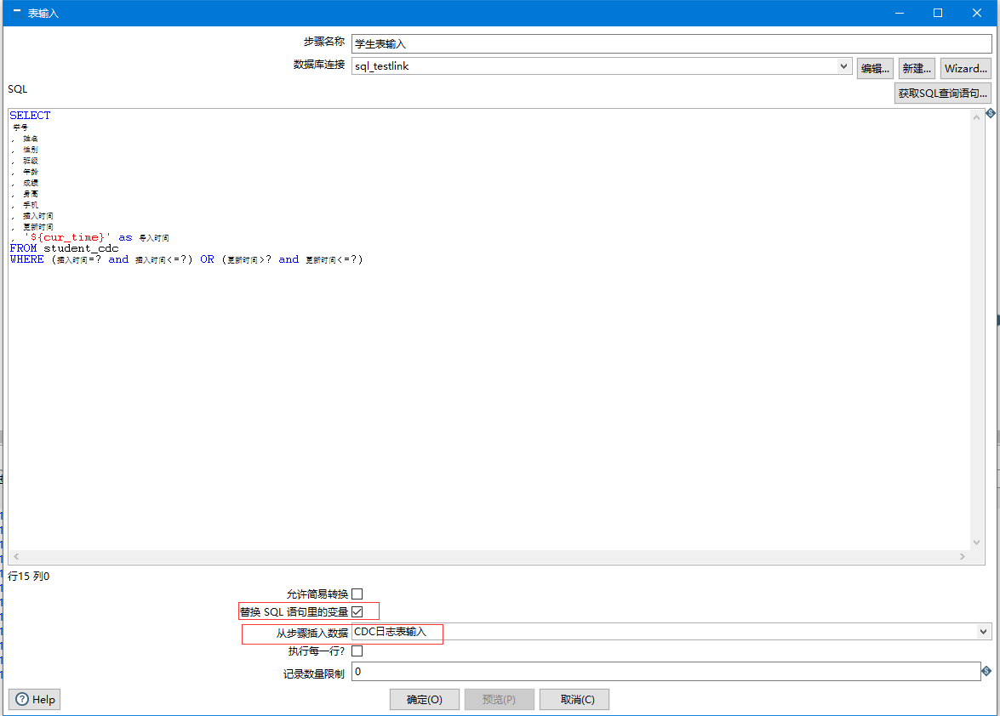 表输入
步骤名称 学生表输入
数据库连接 sql_testlink 编辑... 新建... Wizard...
SQL 获取SQL查询语句...
SELECT
学号
, 姓名
, 性别
, 班级
, 年龄
, 成绩
, 身高
, 手机
, 插入时间
, 更新时间
, '${cur_time}' as 导入时间
FROM student_cdc
WHERE (插入时间=? and 插入时间<=?) OR (更新时间>? and 更新时间<=?)
行15 列0
允许简易转换
替换 SQL 语句里的变量
从步骤插入数据 CDC日志表输入
执行每一行?
记录数量限制 0
Help 确定(O) 预览(P) 取消(C)